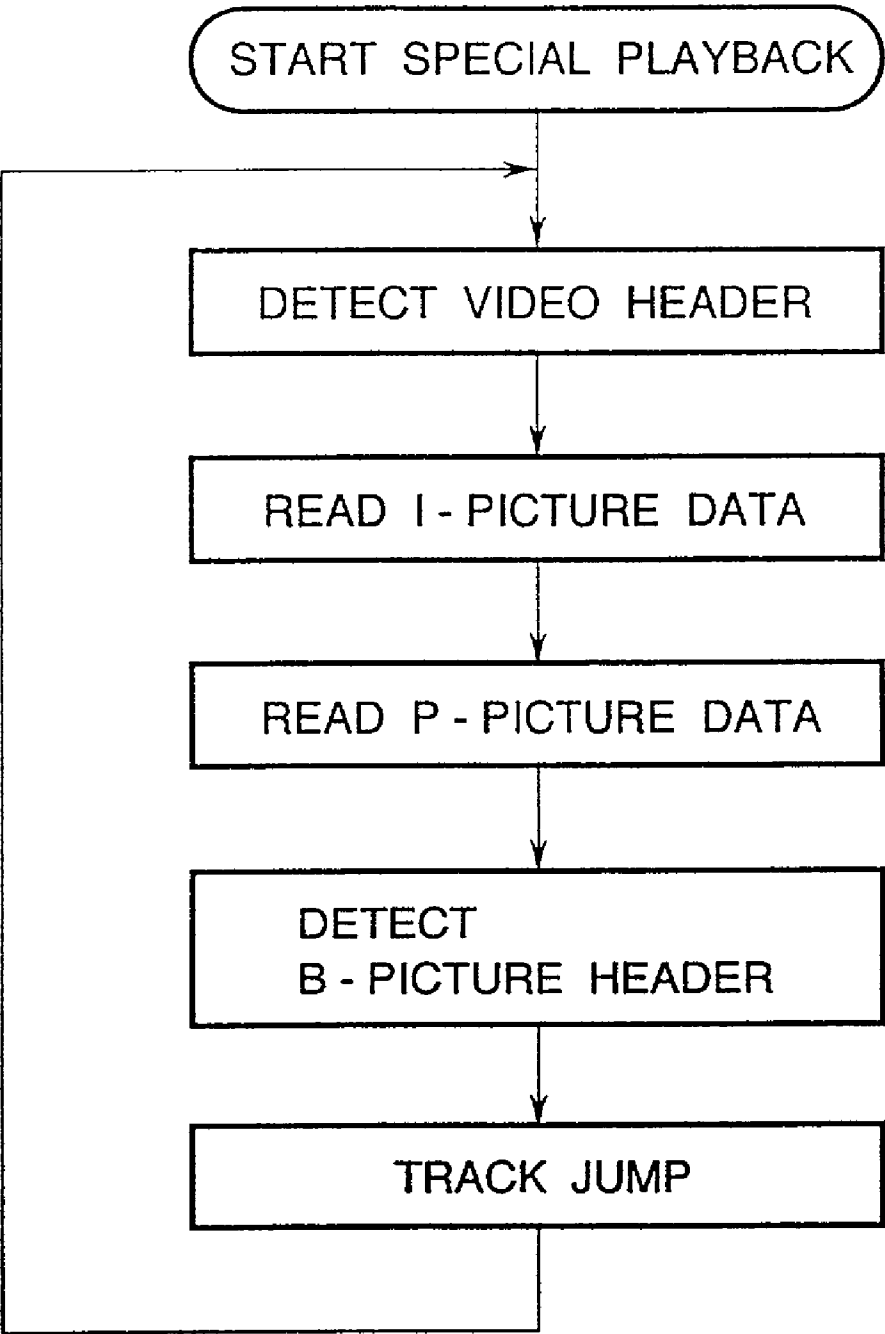 START SPECIAL PLAYBACK
DETECT VIDEO HEADER
READ I - PICTURE DATA
READ P - PICTURE DATA
DETECT
B - PICTURE HEADER
TRACK JUMP